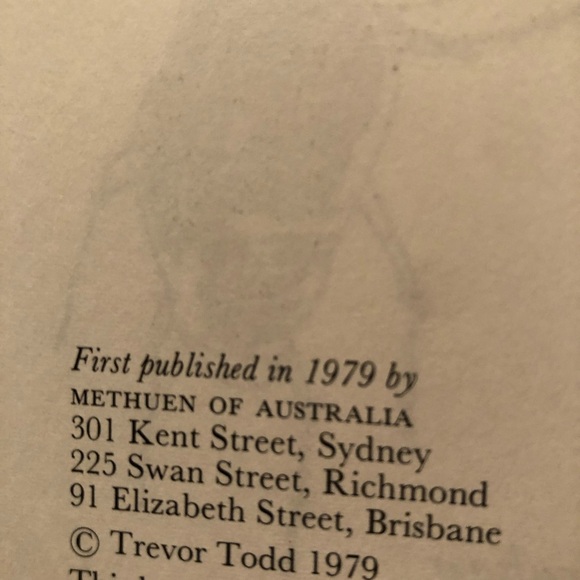 First published in 1979 by
METHUEN OF AUSTRALIA
301 Kent Street, Sydney
225 Swan Street, Richmond
91 Elizabeth Street, Brisbane
© Trevor Todd 1979